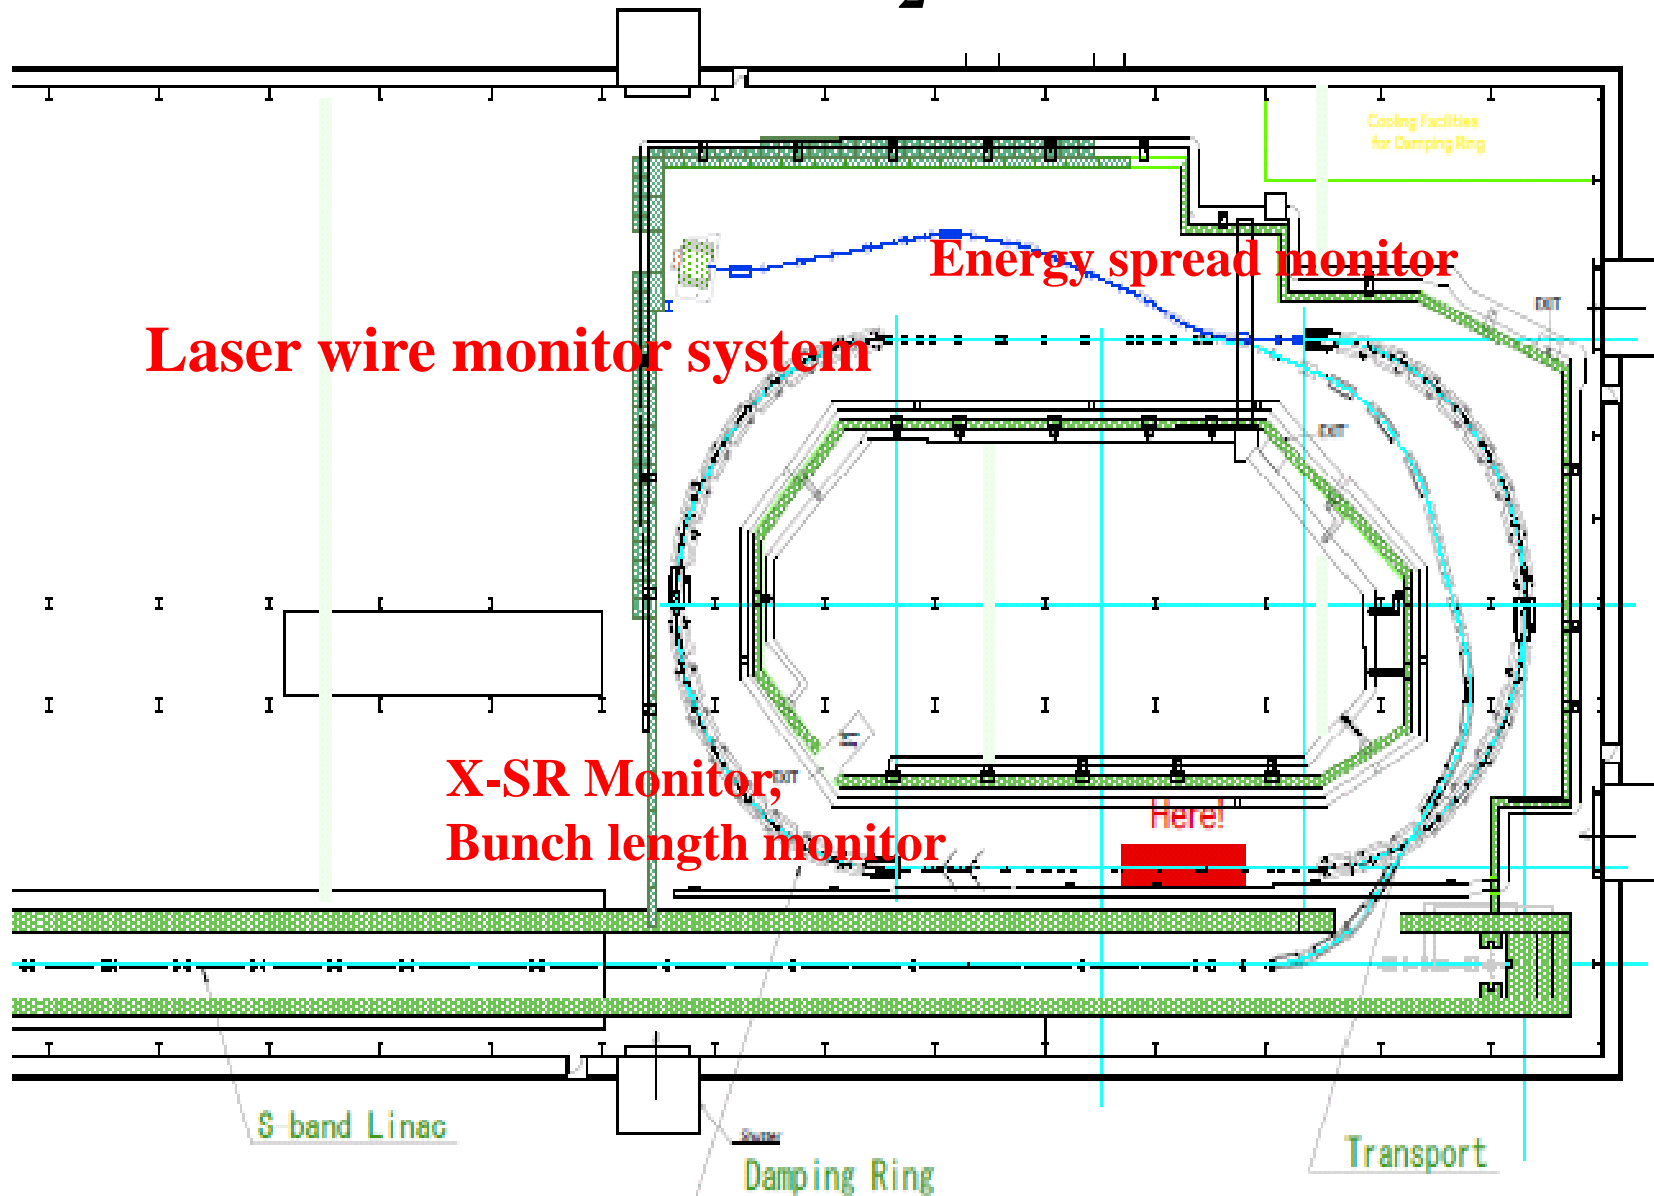 Cooling Facilities
for Damping Ring
Energy spread monitor
EXIT
Laser wire monitor system
EXIT
X-SR Monitor,
EXIT
Here!
Bunch length monitor
S-band Linac
Shutter
Damping Ring
Transport